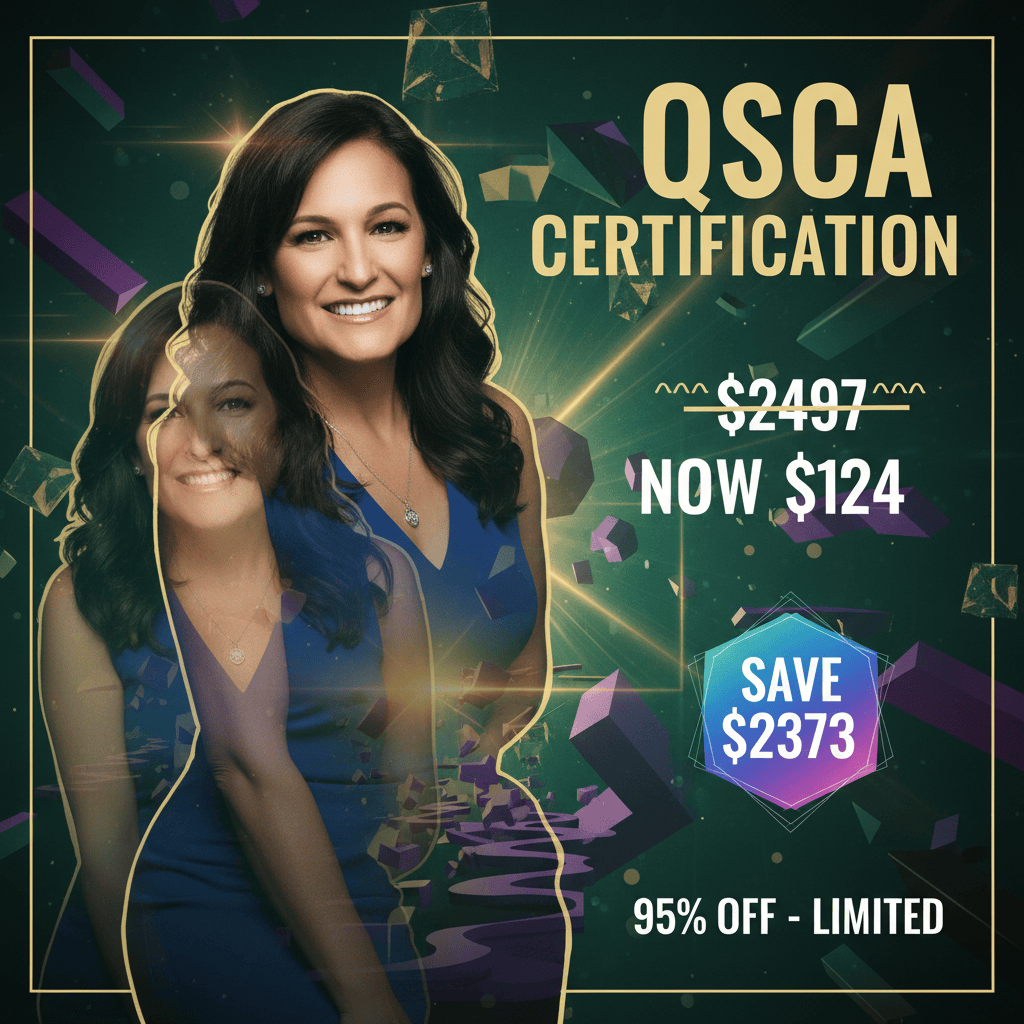 QSCA
CERTIFICATION
$2497
NOW $124
SAVE
$2373
95% OFF - LIMITED